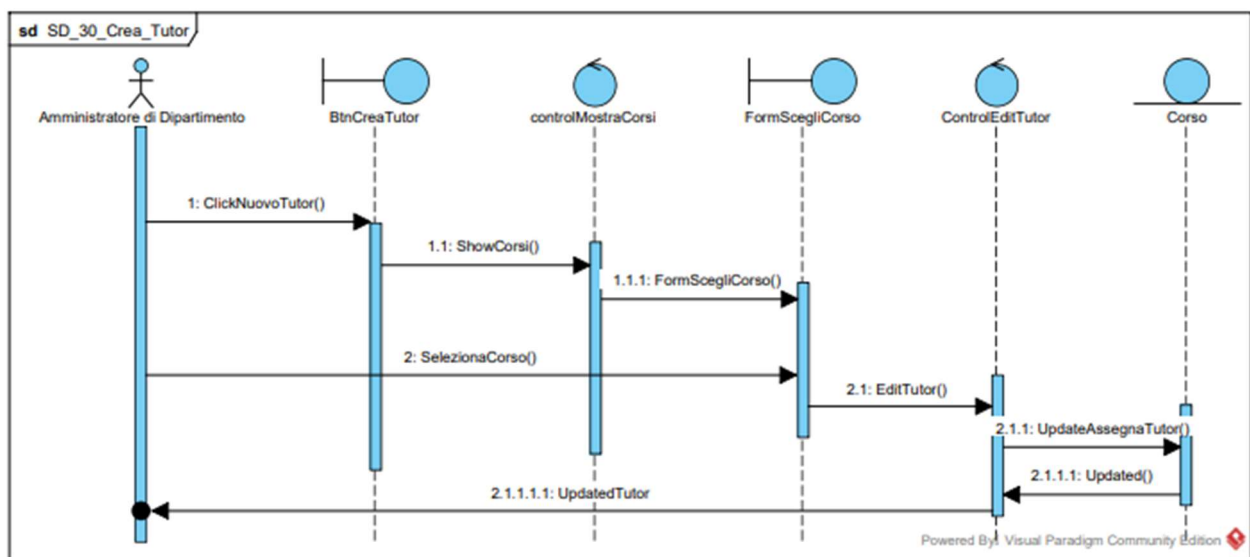 sd SD_30_Crea_Tutor
Amministratore di Dipartimento
BtnCreaTutor
controlMostraCorsi
FormScegliCorso
ControlEditTutor
Corso
1: ClickNuovoTutor()
1.1: ShowCorsi()
1.1.1: FormScegliCorso()
2: SelezionaCorso()
2.1: EditTutor()
2.1.1: UpdateAssegnaTutor()
2.1.1.1: Updated()
2.1.1.1.1: UpdatedTutor
Powered By: Visual Paradigm Community Edition